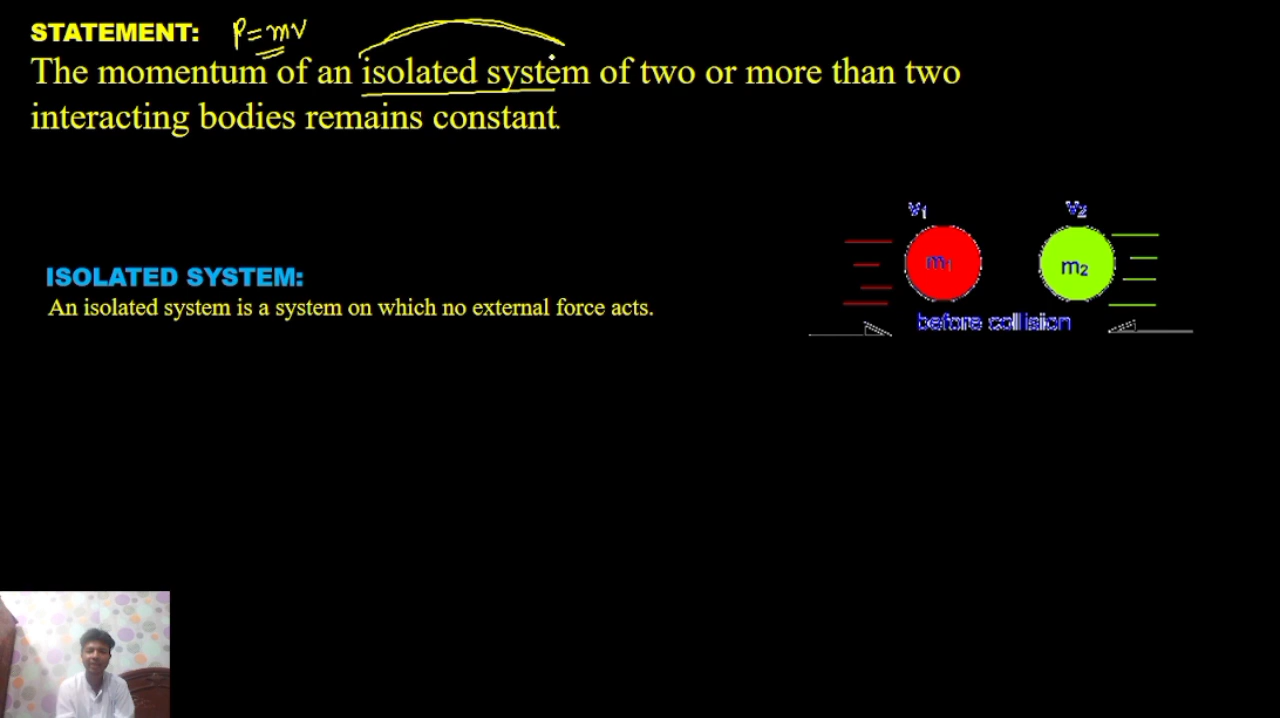 STATEMENT: P=mv
The momentum of an isolated system of two or more than two
interacting bodies remains constant.
v₁ v₂
ISOLATED SYSTEM:
m₁ m₂
An isolated system is a system on which no external force acts.
before collision